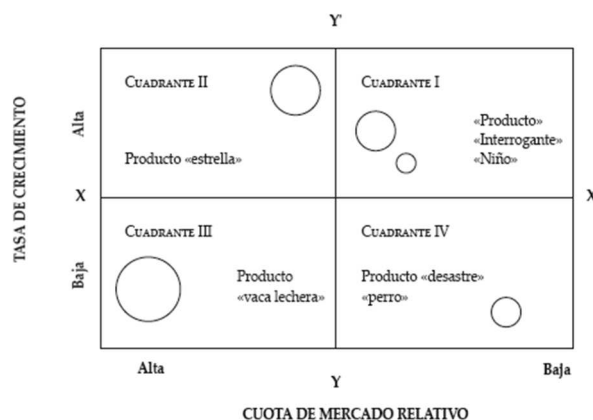 Y'
CUADRANTE II
CUADRANTE I
«Producto»
«Interrogante»
«Niño»
Producto «estrella»
Alta
TASA DE CRECIMIENTO
X
X
CUADRANTE III
CUADRANTE IV
Producto
«vaca lechera»
Producto «desastre»
«perro»
Baja
Alta
Y
Baja
CUOTA DE MERCADO RELATIVO